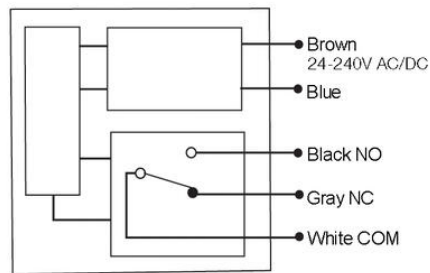 Brown
24-240V AC/DC
Blue
Black NO
Gray NC
White COM